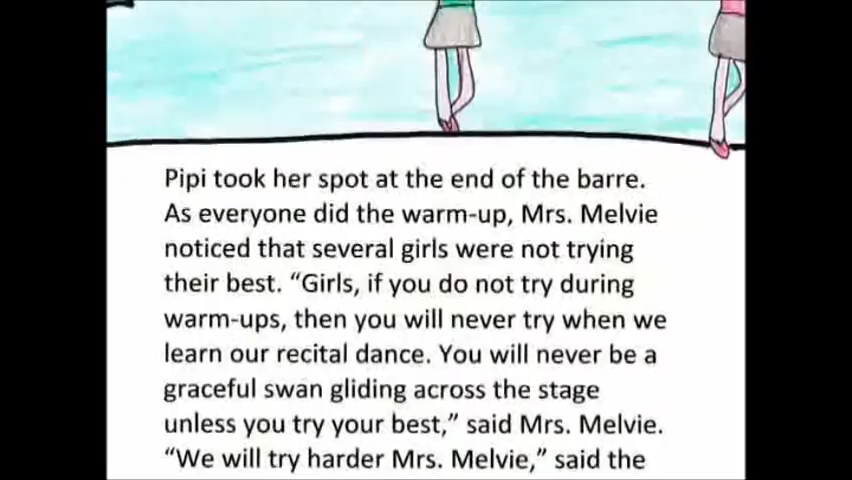 Pipi took her spot at the end of the barre.
As everyone did the warm-up, Mrs. Melvie
noticed that several girls were not trying
their best. “Girls, if you do not try during
warm-ups, then you will never try when we
learn our recital dance. You will never be a
graceful swan gliding across the stage
unless you try your best,” said Mrs. Melvie.
“We will try harder Mrs. Melvie,” said the